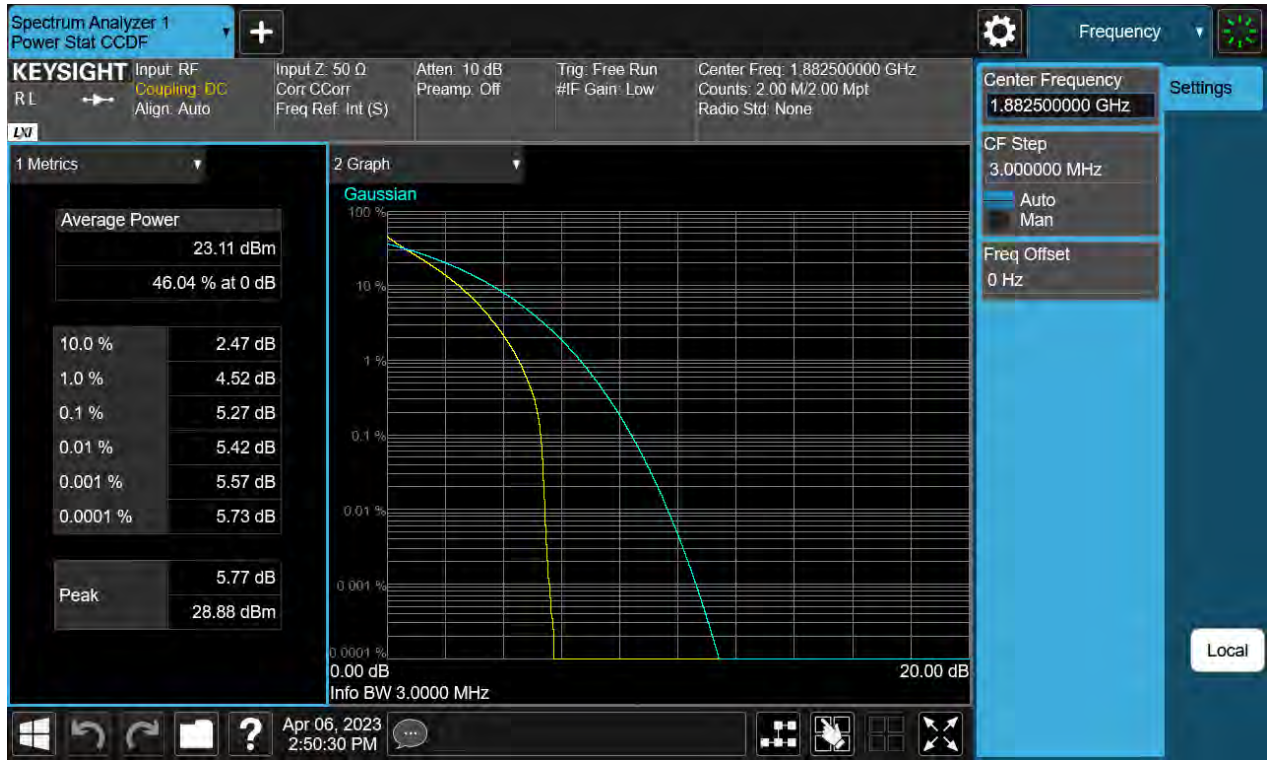 Spectrum Analyzer 1
Power Stat CCDF
+
Frequency
KEYSIGHT
RL
LXI
Input: RF
Coupling: DC
Align: Auto
Input Z: 50 Ω
Corr CCorr
Freq Ref: Int (S)
Atten: 10 dB
Preamp: Off
Trig: Free Run
#IF Gain: Low
Center Freq: 1.882500000 GHz
Counts: 2.00 M/2.00 Mpt
Radio Std: None
Center Frequency
1.882500000 GHz
Settings
CF Step
3.000000 MHz
Auto
Man
Freq Offset
0 Hz
1 Metrics
Average Power
23.11 dBm
46.04 % at 0 dB
10.0 % 2.47 dB
1.0 % 4.52 dB
0.1 % 5.27 dB
0.01 % 5.42 dB
0.001 % 5.57 dB
0.0001 % 5.73 dB
Peak
5.77 dB
28.88 dBm
2 Graph
Gaussian
100 %
10 %
1 %
0.1 %
0.01 %
0.001 %
0.0001 %
0.00 dB 20.00 dB
Info BW 3.0000 MHz
Local
?
Apr 06, 2023
2:50:30 PM